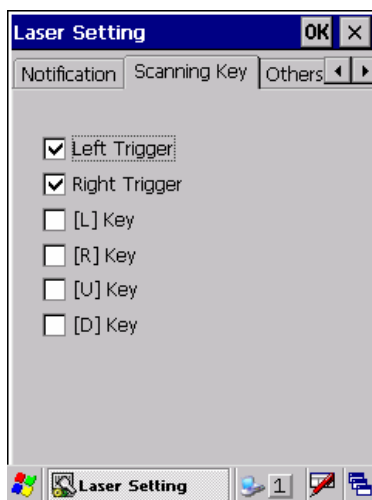 Laser Setting OK
Notification Scanning Key Others
Left Trigger
Right Trigger
[L] Key
[R] Key
[U] Key
[D] Key
Laser Setting 1